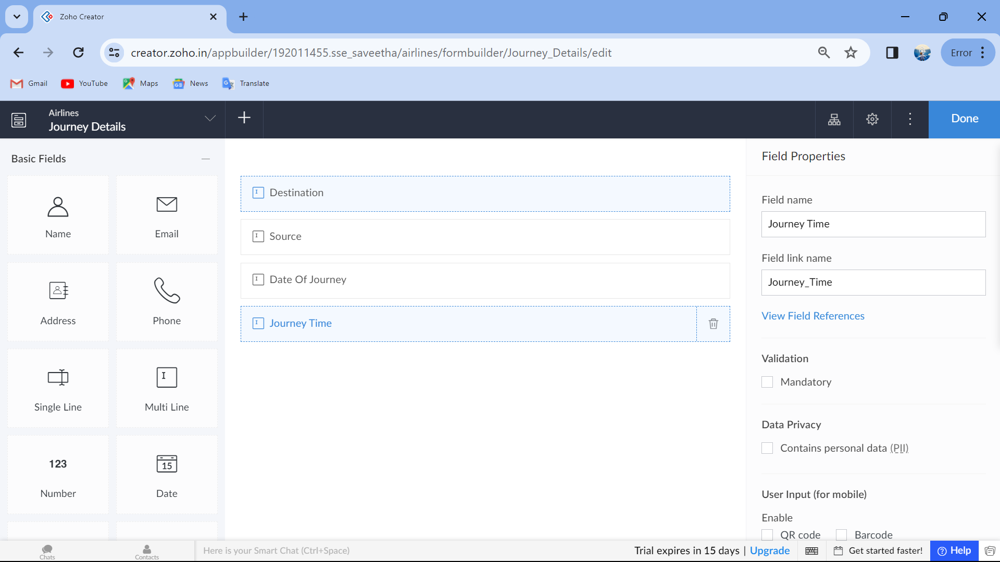 Zoho Creator
creator.zoho.in/appbuilder/192011455.sse_saveetha/airlines/formbuilder/Journey_Details/edit
Error
Gmail
YouTube
Maps
News
Translate
Airlines
Journey Details
Done
Basic Fields
Name
Email
Address
Phone
Single Line
Multi Line
123
Number
15
Date
Destination
Source
Date Of Journey
Journey Time
Field Properties
Field name
Journey Time
Field link name
Journey_Time
View Field References
Validation
Mandatory
Data Privacy
Contains personal data (PII)
User Input (for mobile)
Enable
QR code
Barcode
Chats
Contacts
Here is your Smart Chat (Ctrl+Space)
Trial expires in 15 days | Upgrade
Get started faster!
Help